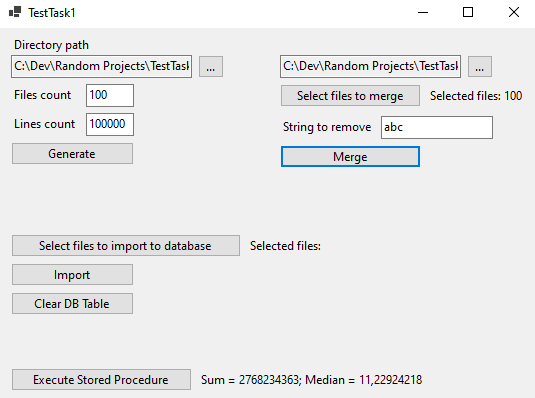 TestTask1
Directory path
C:\Dev\Random Projects\TestTask ...
C:\Dev\Random Projects\TestTask ...
Files count 100
Select files to merge Selected files: 100
Lines count 100000
String to remove abc
Generate
Merge
Select files to import to database Selected files:
Import
Clear DB Table
Execute Stored Procedure Sum = 2768234363; Median = 11,22924218